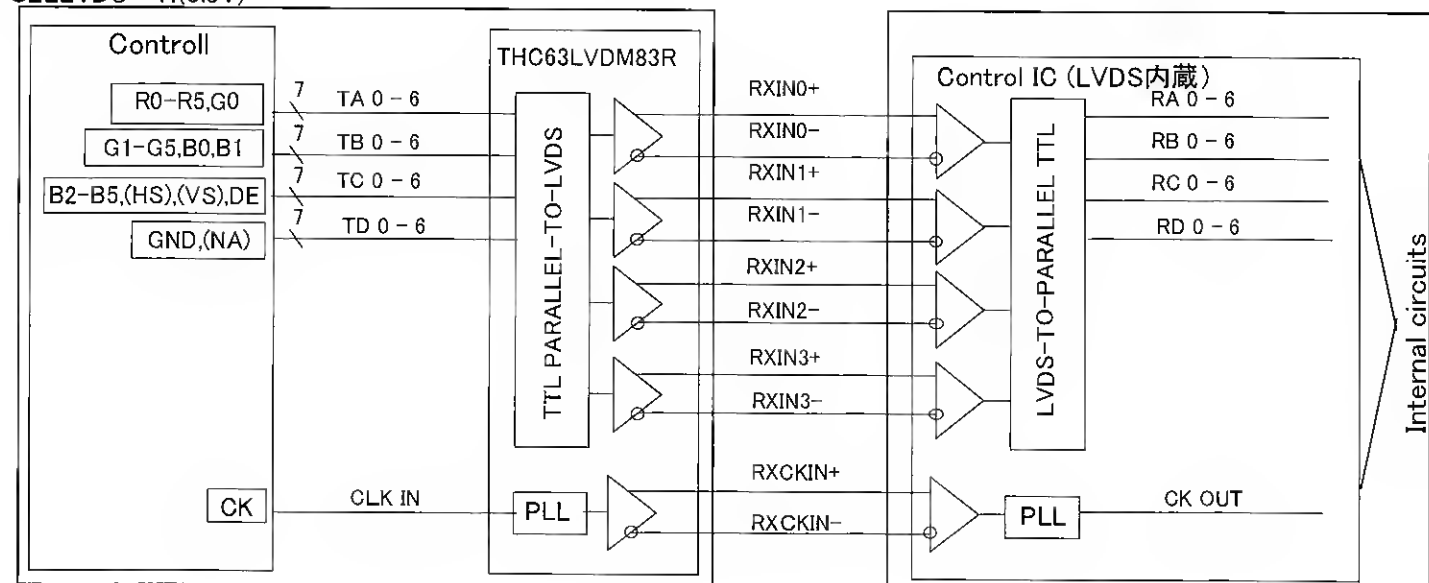 Controll
R0-R5,G0
G1-G5,B0,B1
B2-B5,(HS),(VS),DE
GND,(NA)
CK
7
TA 0 - 6
7
TB 0 - 6
7
TC 0 - 6
7
TD 0 - 6
CLK IN
THC63LVDM83R
TTL PARALLEL-TO-LVDS
PLL
RXIN0+
RXIN0-
RXIN1+
RXIN1-
RXIN2+
RXIN2-
RXIN3+
RXIN3-
RXCKIN+
RXCKIN-
Control IC (LVDS内蔵)
LVDS-TO-PARALLEL TTL
PLL
RA 0 - 6
RB 0 - 6
RC 0 - 6
RD 0 - 6
CK OUT
Internal circuits